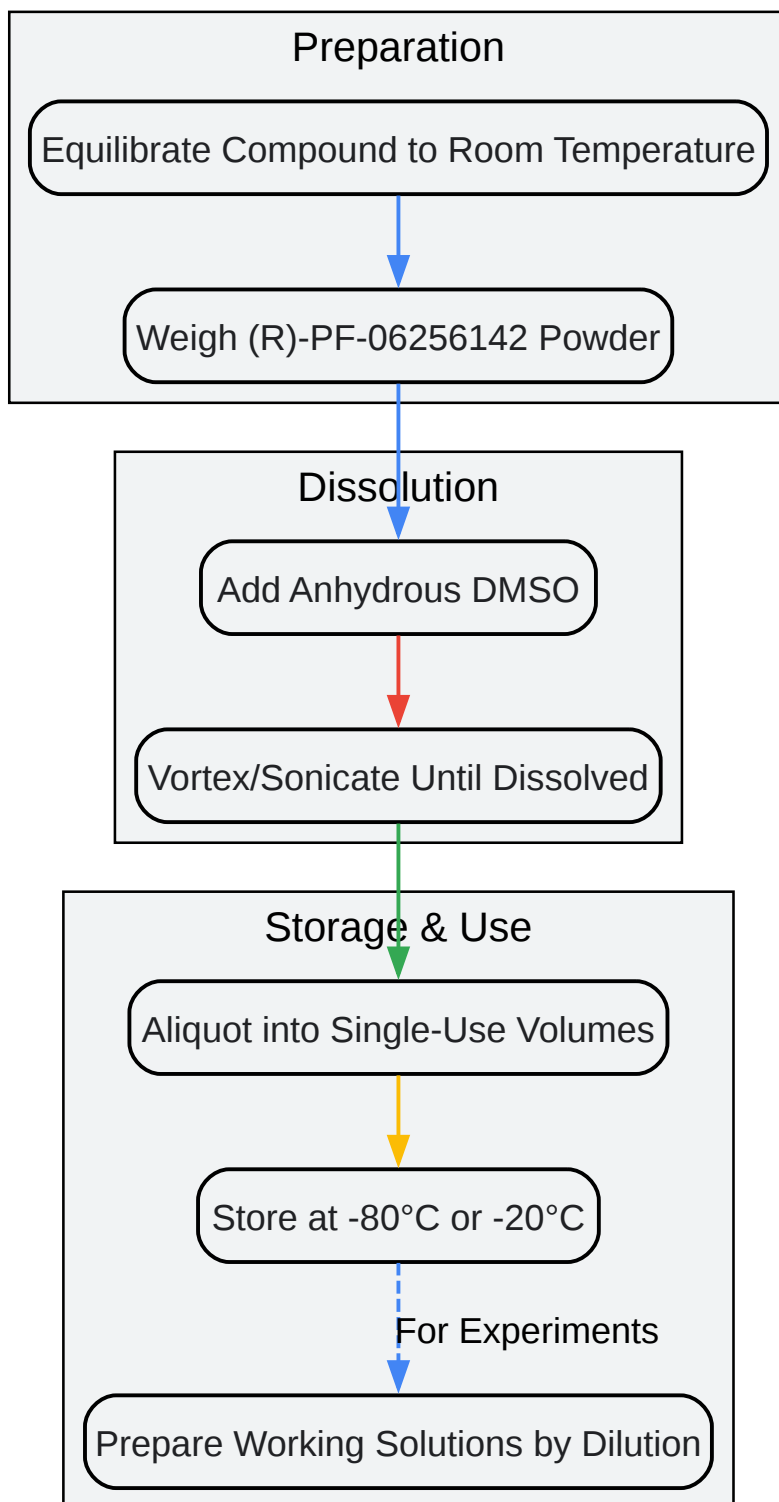 Preparation
Equilibrate Compound to Room Temperature
Weigh (R)-PF-06256142 Powder
Dissolution
Add Anhydrous DMSO
Vortex/Sonicate Until Dissolved
Storage & Use
Aliquot into Single-Use Volumes
Store at -80°C or -20°C
For Experiments
Prepare Working Solutions by Dilution